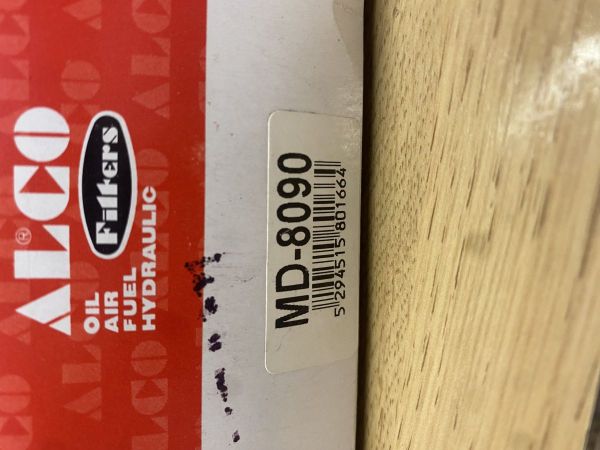 ALCO®
Filters
OIL
AIR
FUEL
HYDRAULIC
MD-8090
5 294515 801664